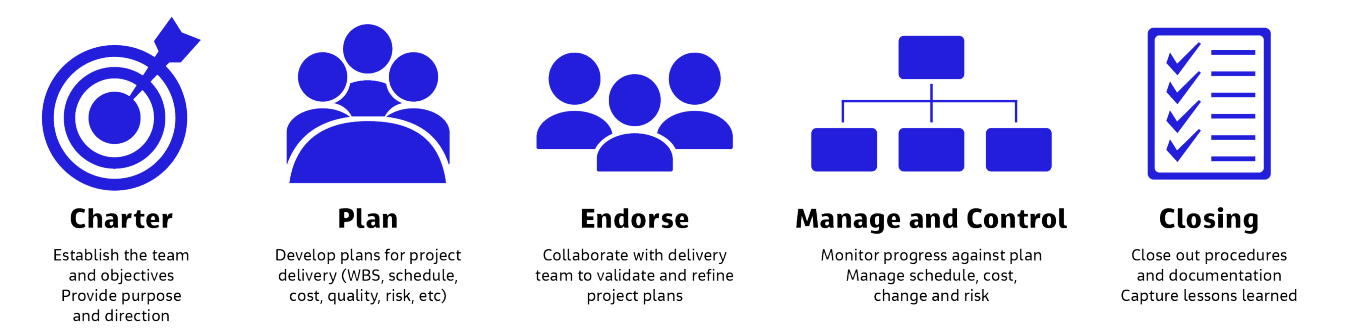 Charter
Establish the team
and objectives
Provide purpose
and direction
Plan
Develop plans for project
delivery (WBS, schedule,
cost, quality, risk, etc)
Endorse
Collaborate with delivery
team to validate and refine
project plans
Manage and Control
Monitor progress against plan
Manage schedule, cost,
change and risk
Closing
Close out procedures
and documentation
Capture lessons learned